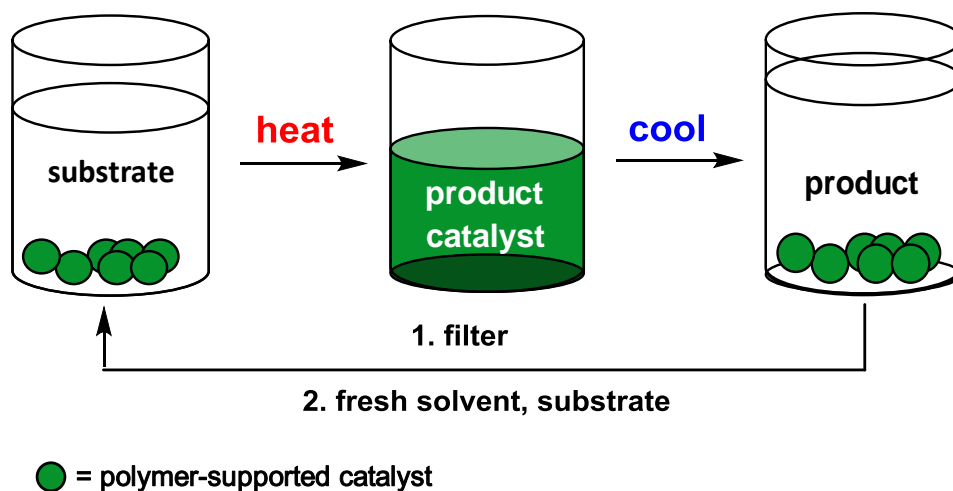 heat
cool
substrate
product
catalyst
product
1. filter
2. fresh solvent, substrate
= polymer-supported catalyst